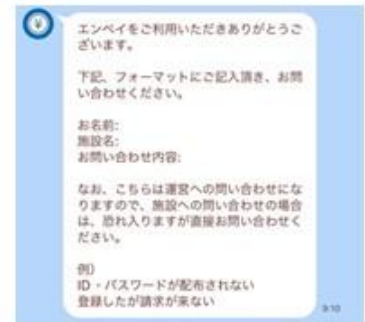 エンペイをご利用いただきありがとうご
ざいます。
下記、フォーマットにご記入頂き、お問
い合わせください。
お名前:
施設名:
お問い合わせ内容:
なお、こちらは運営への問い合わせにな
りますので、施設への問い合わせの場合
は、恐れ入りますが直接お問い合わせく
ださい。
例）
ID・パスワードが配布されない
登録したが請求が来ない
9:10